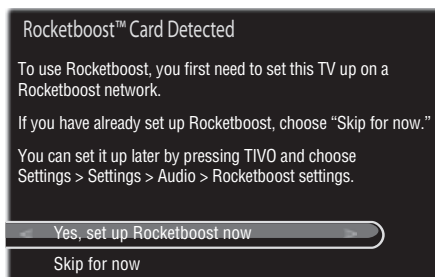 Rocketboost™ Card Detected
To use Rocketboost, you first need to set this TV up on a
Rocketboost network.
If you have already set up Rocketboost, choose “Skip for now.”
You can set it up later by pressing TIVO and choose
Settings > Settings > Audio > Rocketboost settings.
Yes, set up Rocketboost now
Skip for now